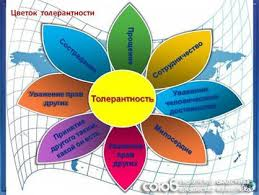 Цветок толерантности
Прощение
Сострадание
Сотрудничество
Уважение прав
других
Толерантность
Уважение
человеческого
достоинства
Принятие
другого таким,
какой он есть
Милосердие
Уважение
прав
других